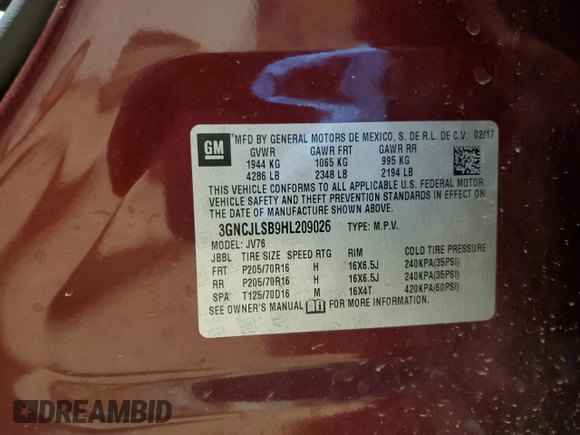 GM MFD BY GENERAL MOTORS DE MEXICO, S. DE R.L. DE C.V. 02/17
GVWR GAWR FRT GAWR RR
1944 KG 1065 KG 995 KG
4286 LB 2348 LB 2194 LB
THIS VEHICLE CONFORMS TO ALL APPLICABLE U.S. FEDERAL MOTOR
VEHICLE SAFETY AND THEFT PREVENTION STANDARDS IN EFFECT ON
THE DATE OF MANUFACTURE SHOWN ABOVE.
3GNCJLSB9HL209026 TYPE: M.P.V.
MODEL: JV76
JBBL TIRE SIZE SPEED RTG RIM COLD TIRE PRESSURE
FRT P205/70R16 H 16X6.5J 240KPA(35PSI)
RR P205/70R16 H 16X6.5J 240KPA(35PSI)
SPA T125/70D16 M 16X4T 420KPA(60PSI)
SEE OWNER'S MANUAL FOR MORE INFORMATION.
DREAMBID